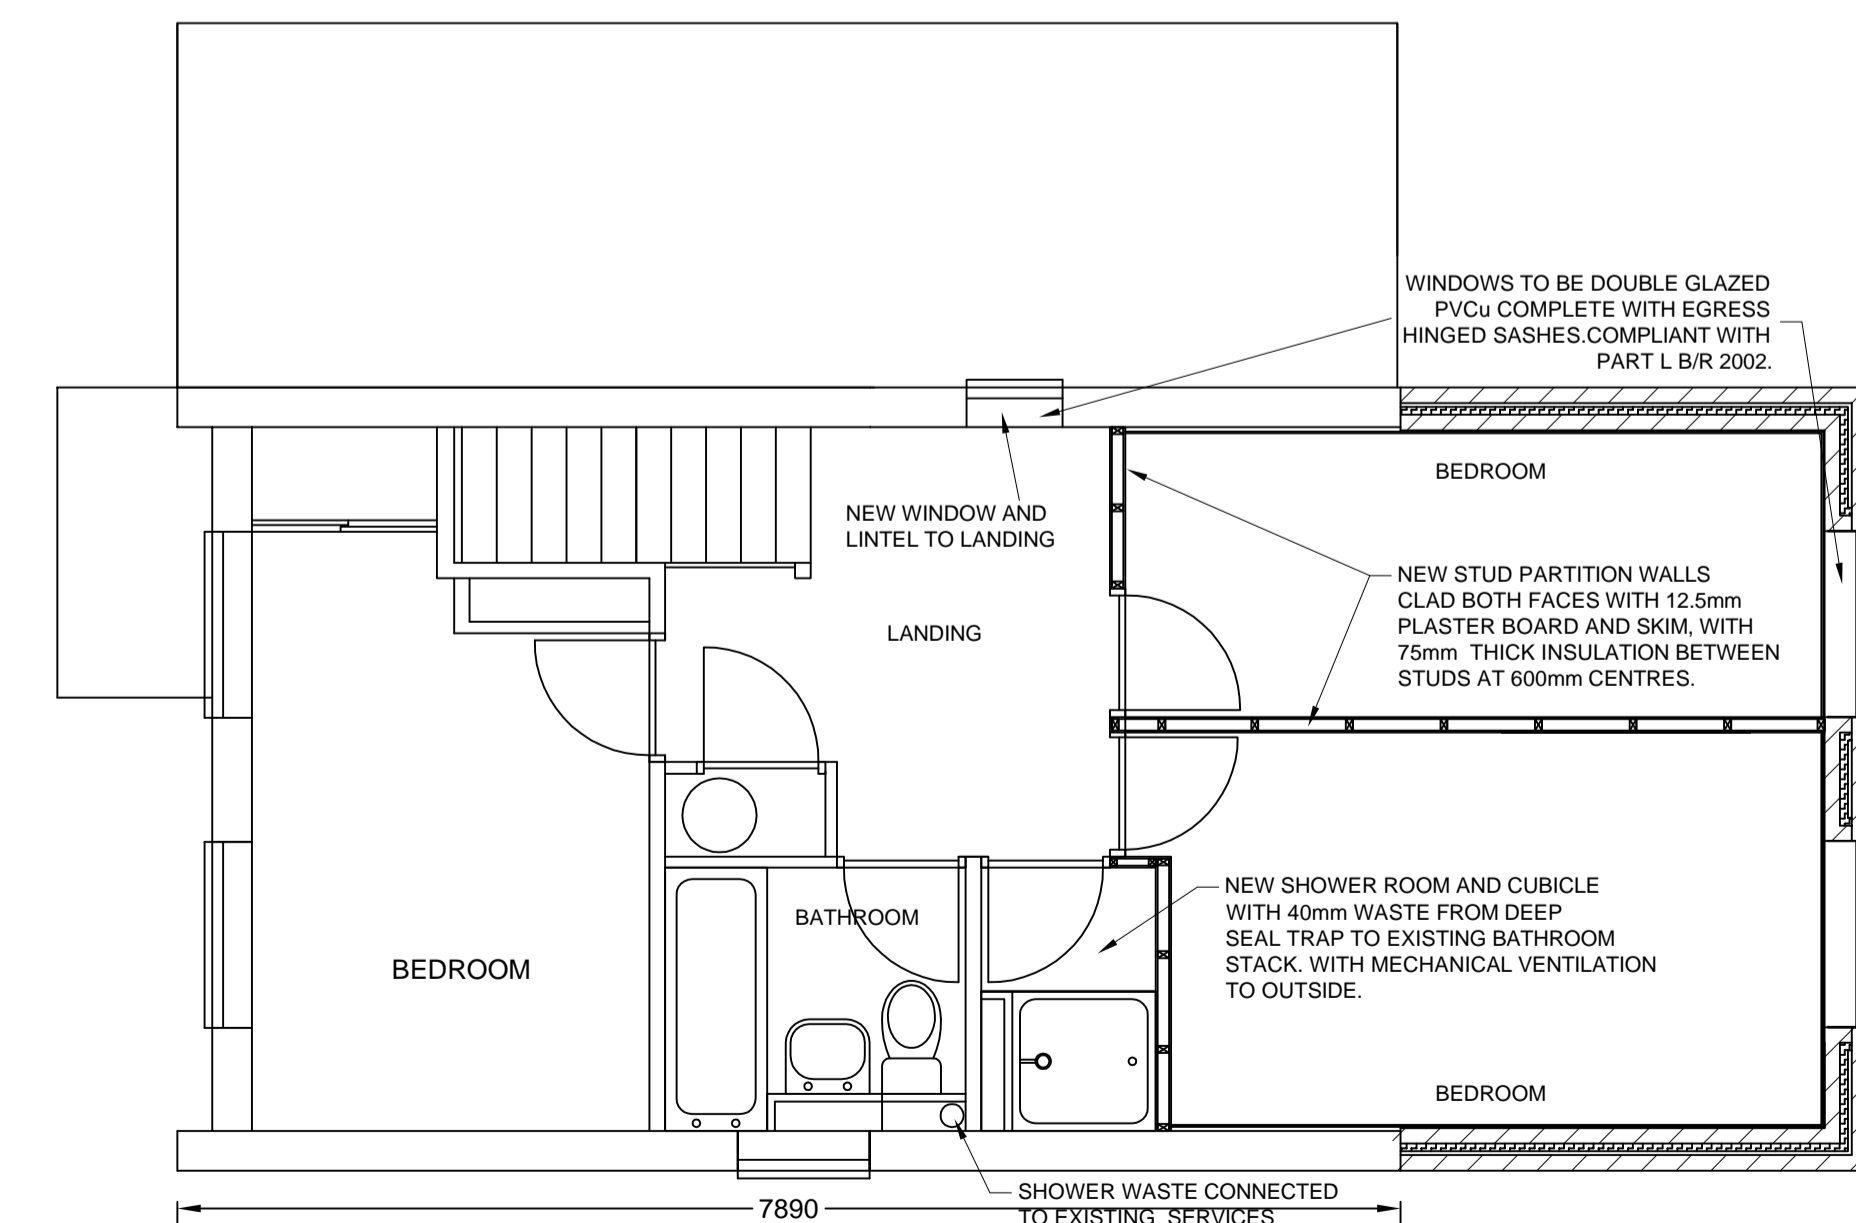 WINDOWS TO BE DOUBLE GLAZED
PVCu COMPLETE WITH EGRESS
HINGED SASHES.COMPLIANT WITH
PART L B/R 2002.
BEDROOM
NEW WINDOW AND
LINTEL TO LANDING
NEW STUD PARTITION WALLS
CLAD BOTH FACES WITH 12.5mm
PLASTER BOARD AND SKIM, WITH
75mm THICK INSULATION BETWEEN
STUDS AT 600mm CENTRES.
LANDING
NEW SHOWER ROOM AND CUBICLE
WITH 40mm WASTE FROM DEEP
SEAL TRAP TO EXISTING BATHROOM
STACK. WITH MECHANICAL VENTILATION
TO OUTSIDE.
BATHROOM
BEDROOM
BEDROOM
SHOWER WASTE CONNECTED
TO EXISTING SERVICES
7890